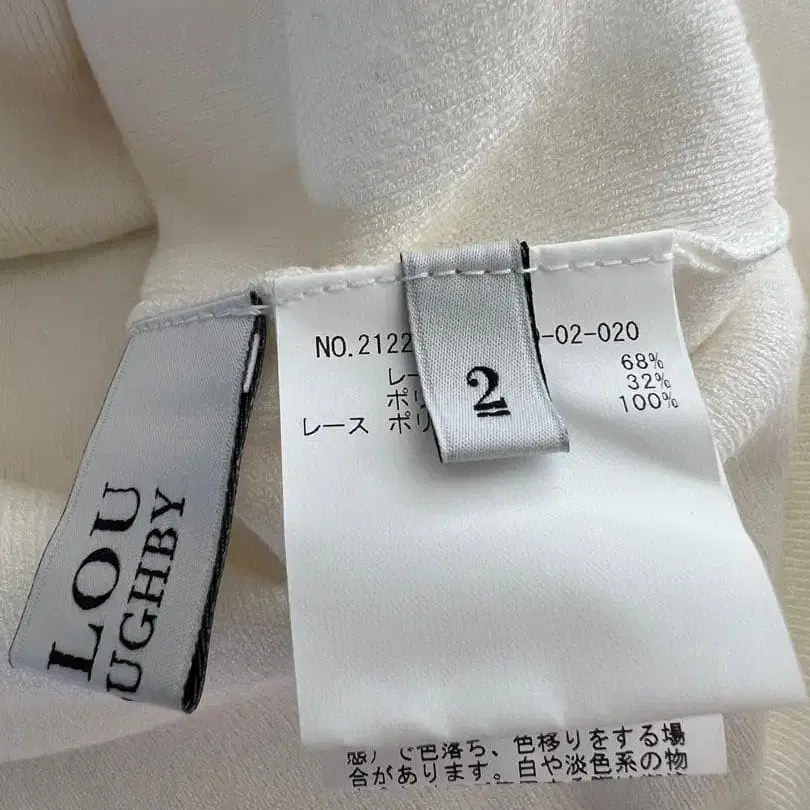 LOU
UGHBY
2
NO.2122 -02-020
レー 68%
ポリ 32%
レース ポリ 100%
態)で色落ち、色移りをする場
合があります。白や淡色系の物